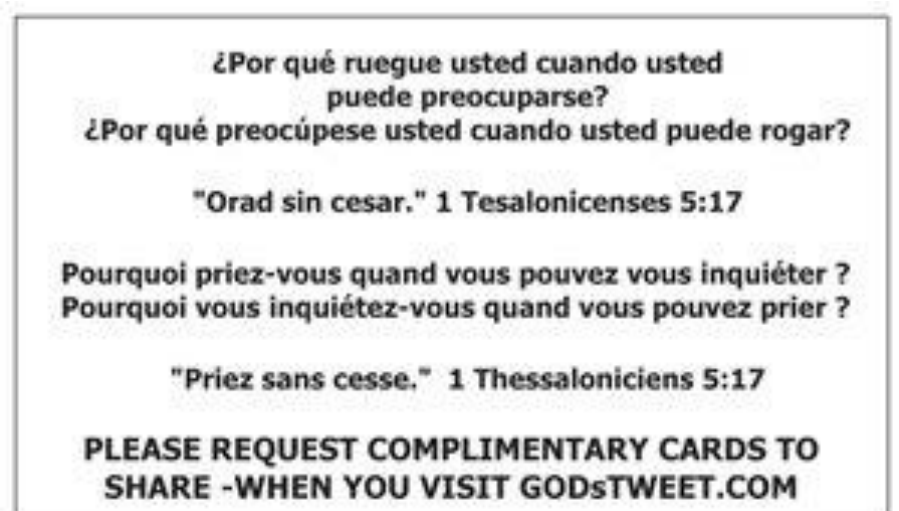 ¿Por qué ruegue usted cuando usted
puede preocuparse?
¿Por qué preocúpese usted cuando usted puede rogar?
"Orad sin cesar." 1 Tesalonicenses 5:17
Pourquoi priez-vous quand vous pouvez vous inquiéter ?
Pourquoi vous inquiétez-vous quand vous pouvez prier ?
"Priez sans cesse." 1 Thessaloniciens 5:17
PLEASE REQUEST COMPLIMENTARY CARDS TO
SHARE -WHEN YOU VISIT GODsTWEET.COM